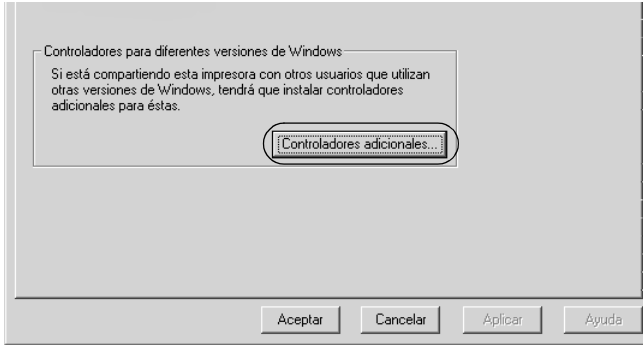 Controladores para diferentes versiones de Windows
Si está compartiendo esta impresora con otros usuarios que utilizan
otras versiones de Windows, tendrá que instalar controladores
adicionales para éstas.
Controladores adicionales...
Aceptar
Cancelar
Aplicar
Ayuda